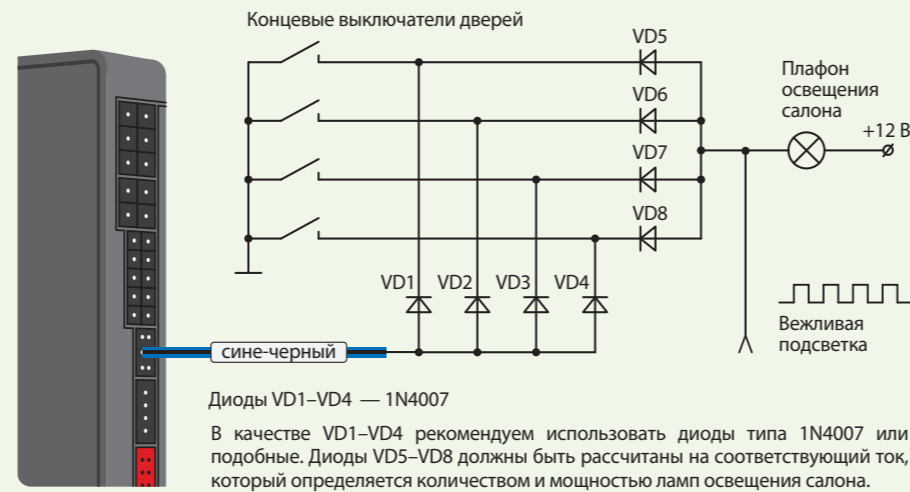 Концевые выключатели дверей
VD5
VD6
VD7
VD8
Плафон
освещения
салона
+12 В
VD1 VD2 VD3 VD4
Вежливая
подсветка
сине-черный
Диоды VD1–VD4 — 1N4007
В качестве VD1–VD4 рекомендуем использовать диоды типа 1N4007 или
подобные. Диоды VD5–VD8 должны быть рассчитаны на соответствующий ток,
который определяется количеством и мощностью ламп освещения салона.